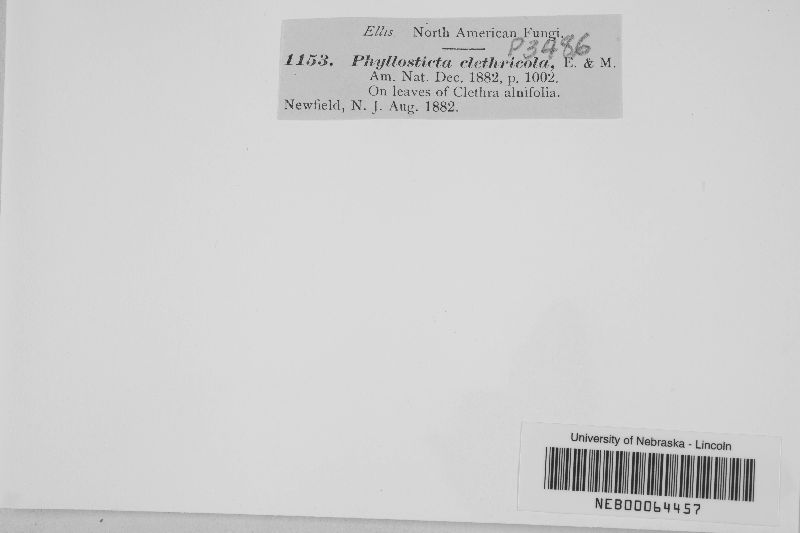 Ellis. North American Fungi.
P3486
1153. Phyllosticta clethricola, E. & M.
Am. Nat. Dec. 1882, p. 1002.
On leaves of Clethra alnifolia.
Newfield, N. J. Aug. 1882.
University of Nebraska - Lincoln
NEB00064457